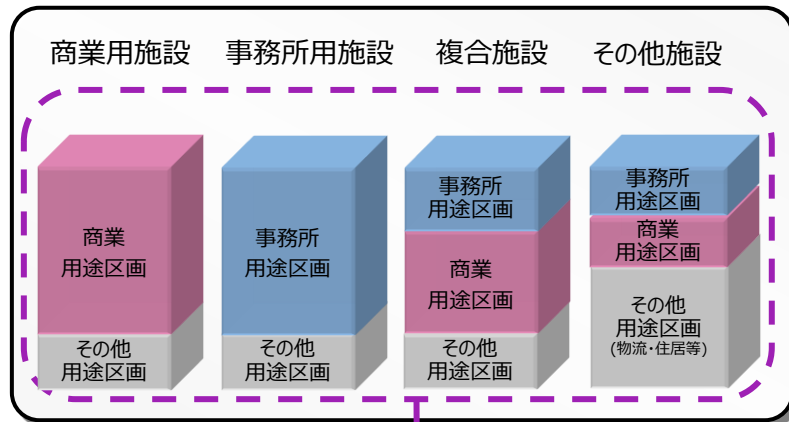 商業用施設
事務所用施設
複合施設
その他施設
商業
用途区画
その他
用途区画
事務所
用途区画
その他
用途区画
事務所
用途区画
商業
用途区画
その他
用途区画
事務所
用途区画
商業
用途区画
その他
用途区画
(物流・住居等)